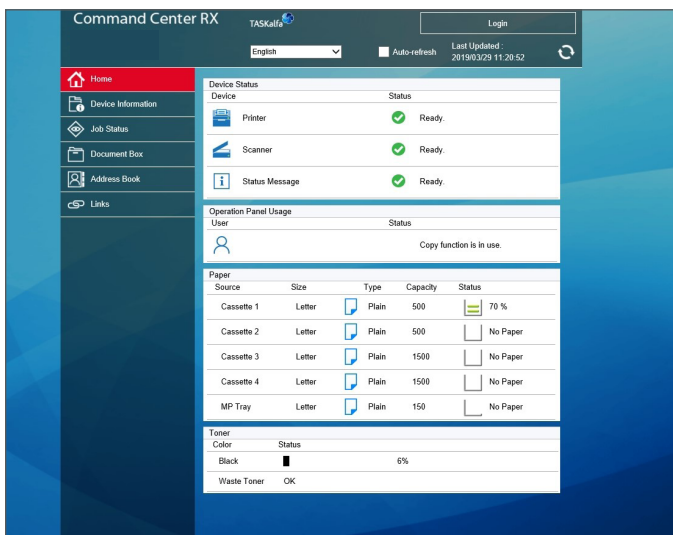 Command Center RX
TASKalfa
Login
English
Auto-refresh
Last Updated :
2019/03/29 11:20:52
Home
Device Information
Job Status
Document Box
Address Book
Links
Device Status
Device Status
Printer Ready.
Scanner Ready.
i Status Message Ready.
Operation Panel Usage
User Status
Copy function is in use.
Paper
Source Size Type Capacity Status
Cassette 1 Letter Plain 500 70 %
Cassette 2 Letter Plain 500 No Paper
Cassette 3 Letter Plain 1500 No Paper
Cassette 4 Letter Plain 1500 No Paper
MP Tray Letter Plain 150 No Paper
Toner
Color Status
Black 6%
Waste Toner OK